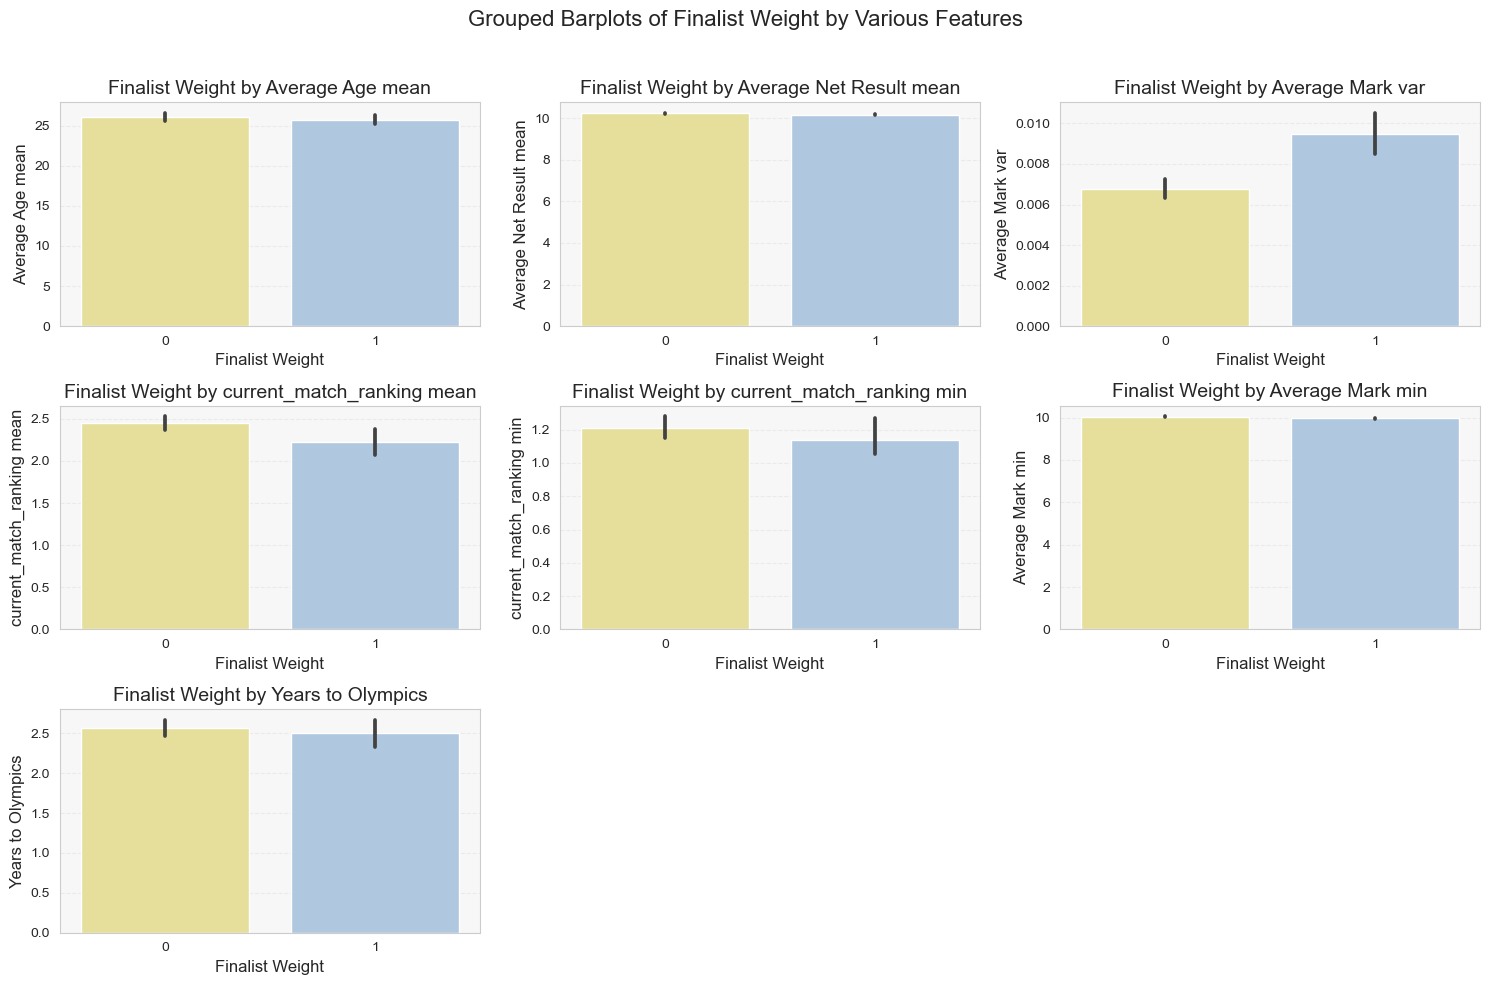 Grouped Barplots of Finalist Weight by Various Features
Finalist Weight by Average Age mean
Average Age mean
25
20
15
10
5
0
0 1
Finalist Weight
Finalist Weight by Average Net Result mean
Average Net Result mean
10
8
6
4
2
0
0 1
Finalist Weight
Finalist Weight by Average Mark var
Average Mark var
0.010
0.008
0.006
0.004
0.002
0.000
0 1
Finalist Weight
Finalist Weight by current_match_ranking mean
current_match_ranking mean
2.5
2.0
1.5
1.0
0.5
0.0
0 1
Finalist Weight
Finalist Weight by current_match_ranking min
current_match_ranking min
1.2
1.0
0.8
0.6
0.4
0.2
0.0
0 1
Finalist Weight
Finalist Weight by Average Mark min
Average Mark min
10
8
6
4
2
0
0 1
Finalist Weight
Finalist Weight by Years to Olympics
Years to Olympics
2.5
2.0
1.5
1.0
0.5
0.0
0 1
Finalist Weight